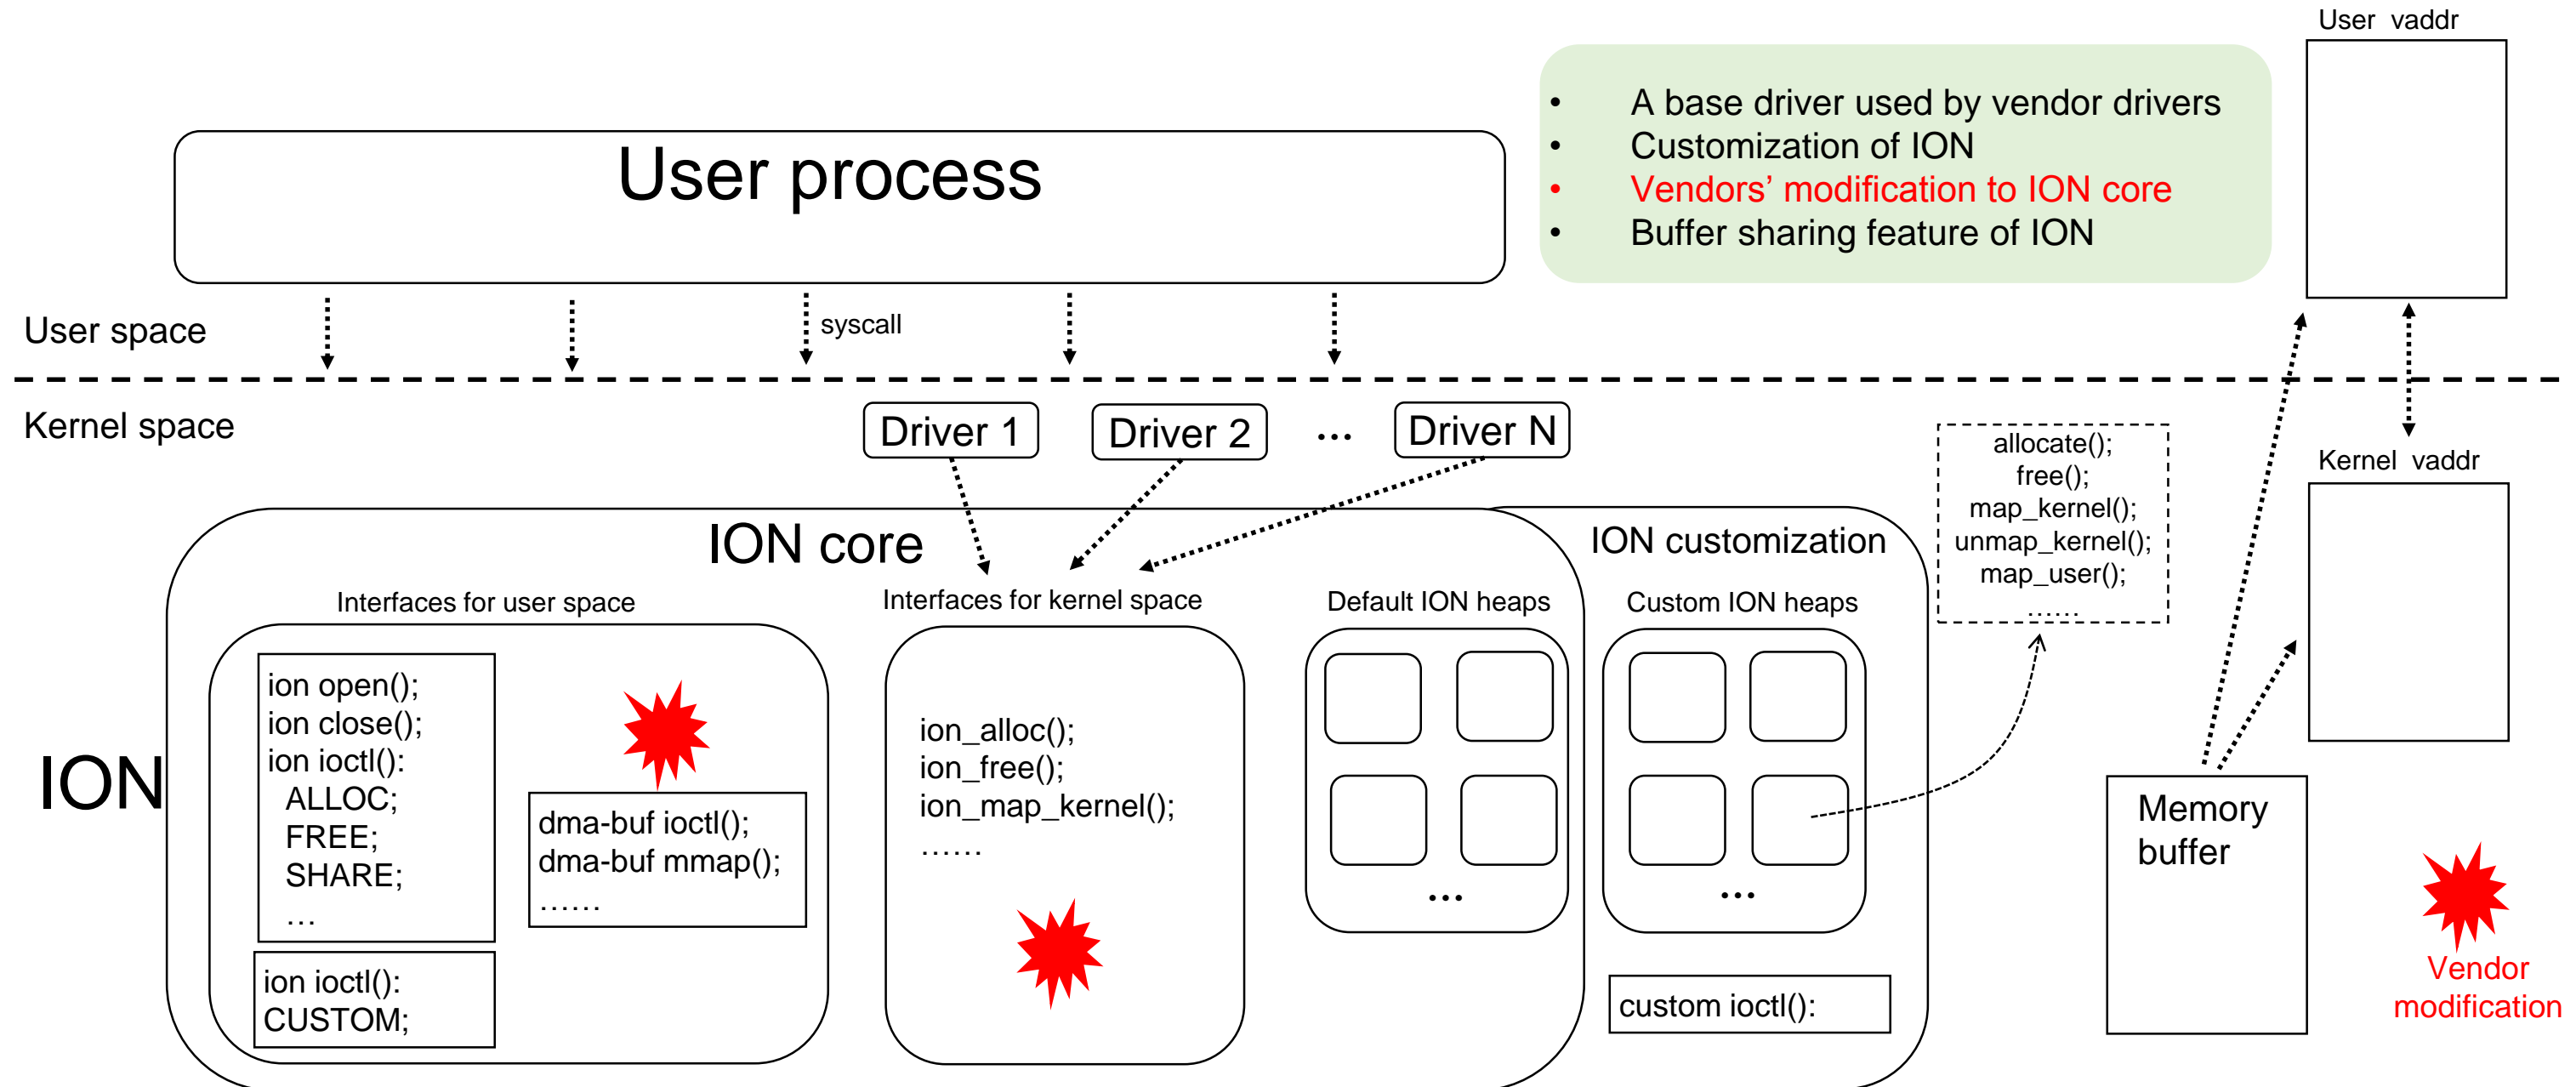 User vaddr
• A base driver used by vendor drivers
• Customization of ION
• Vendors’ modification to ION core
• Buffer sharing feature of ION
User process
syscall
User space
Kernel space
Driver 1
Driver 2
...
Driver N
allocate();
free();
map_kernel();
unmap_kernel();
map_user();
......
Kernel vaddr
ION core
ION customization
Interfaces for user space
Interfaces for kernel space
Default ION heaps
Custom ION heaps
ION
ion open();
ion close();
ion ioctl():
ALLOC;
FREE;
SHARE;
...
dma-buf ioctl();
dma-buf mmap();
......
ion ioctl():
CUSTOM;
ion_alloc();
ion_free();
ion_map_kernel();
......
...
...
custom ioctl():
Memory
buffer
Vendor
modification